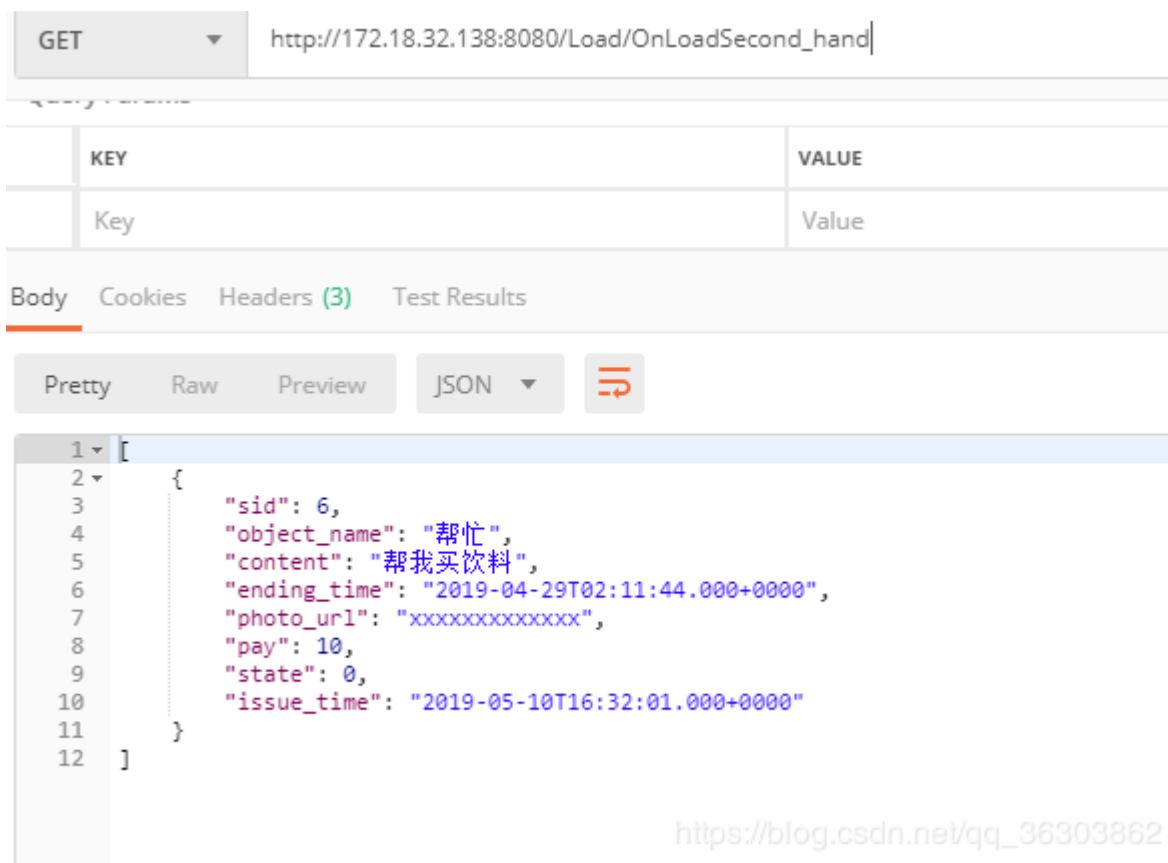 GET http://172.18.32.138:8080/Load/OnLoadSecond_hand
KEY VALUE
Key Value
Body Cookies Headers (3) Test Results
Pretty Raw Preview JSON
1 [
2 {
3 "sid": 6,
4 "object_name": "帮忙",
5 "content": "帮我买饮料",
6 "ending_time": "2019-04-29T02:11:44.000+0000",
7 "photo_url": "xxxxxxxxxxxxx",
8 "pay": 10,
9 "state": 0,
10 "issue_time": "2019-05-10T16:32:01.000+0000"
11 }
12 ]
https://blog.csdn.net/qq_36303862